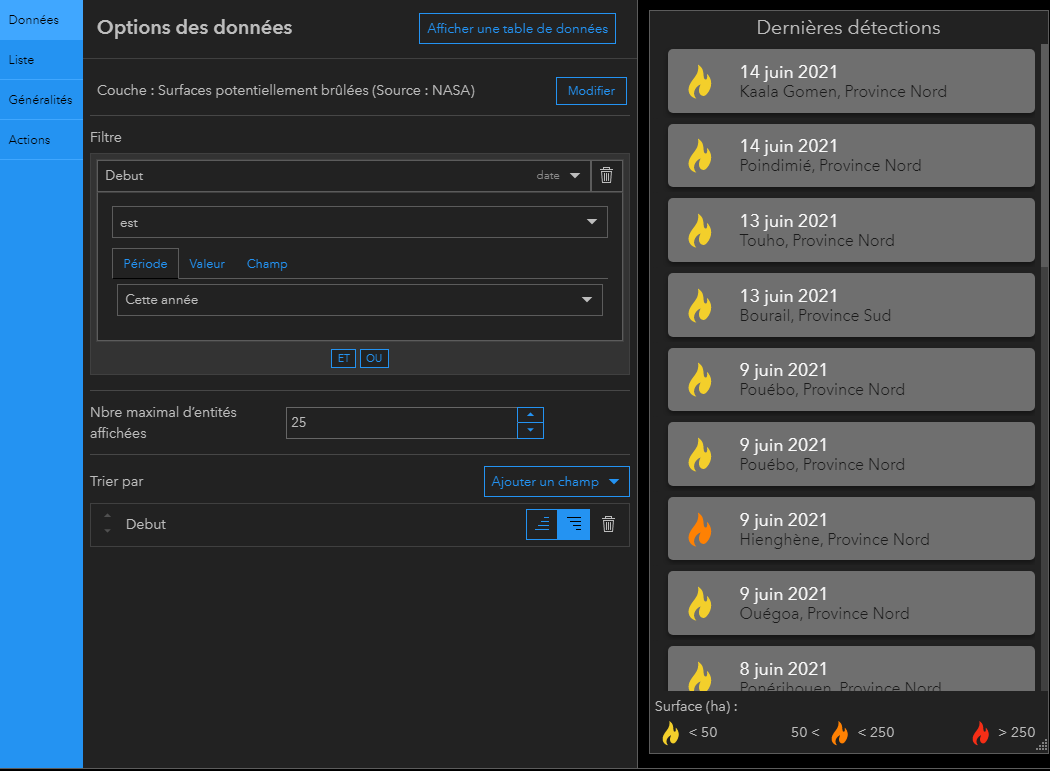 Données
Liste
Généralités
Actions
Options des données
Afficher une table de données
Couche : Surfaces potentiellement brûlées (Source : NASA)
Modifier
Filtre
Debut
date
est
Période
Valeur
Champ
Cette année
ET
OU
Nbre maximal d’entités
affichées
25
Trier par
Ajouter un champ
Debut
Dernières détections
14 juin 2021
Kaala Gomen, Province Nord
14 juin 2021
Poindimié, Province Nord
13 juin 2021
Touho, Province Nord
13 juin 2021
Bourail, Province Sud
9 juin 2021
Pouébo, Province Nord
9 juin 2021
Pouébo, Province Nord
9 juin 2021
Hienghène, Province Nord
9 juin 2021
Ouégoa, Province Nord
8 juin 2021
Ponérihouen, Province Nord
Surface (ha) :
< 50
50 <
< 250
> 250